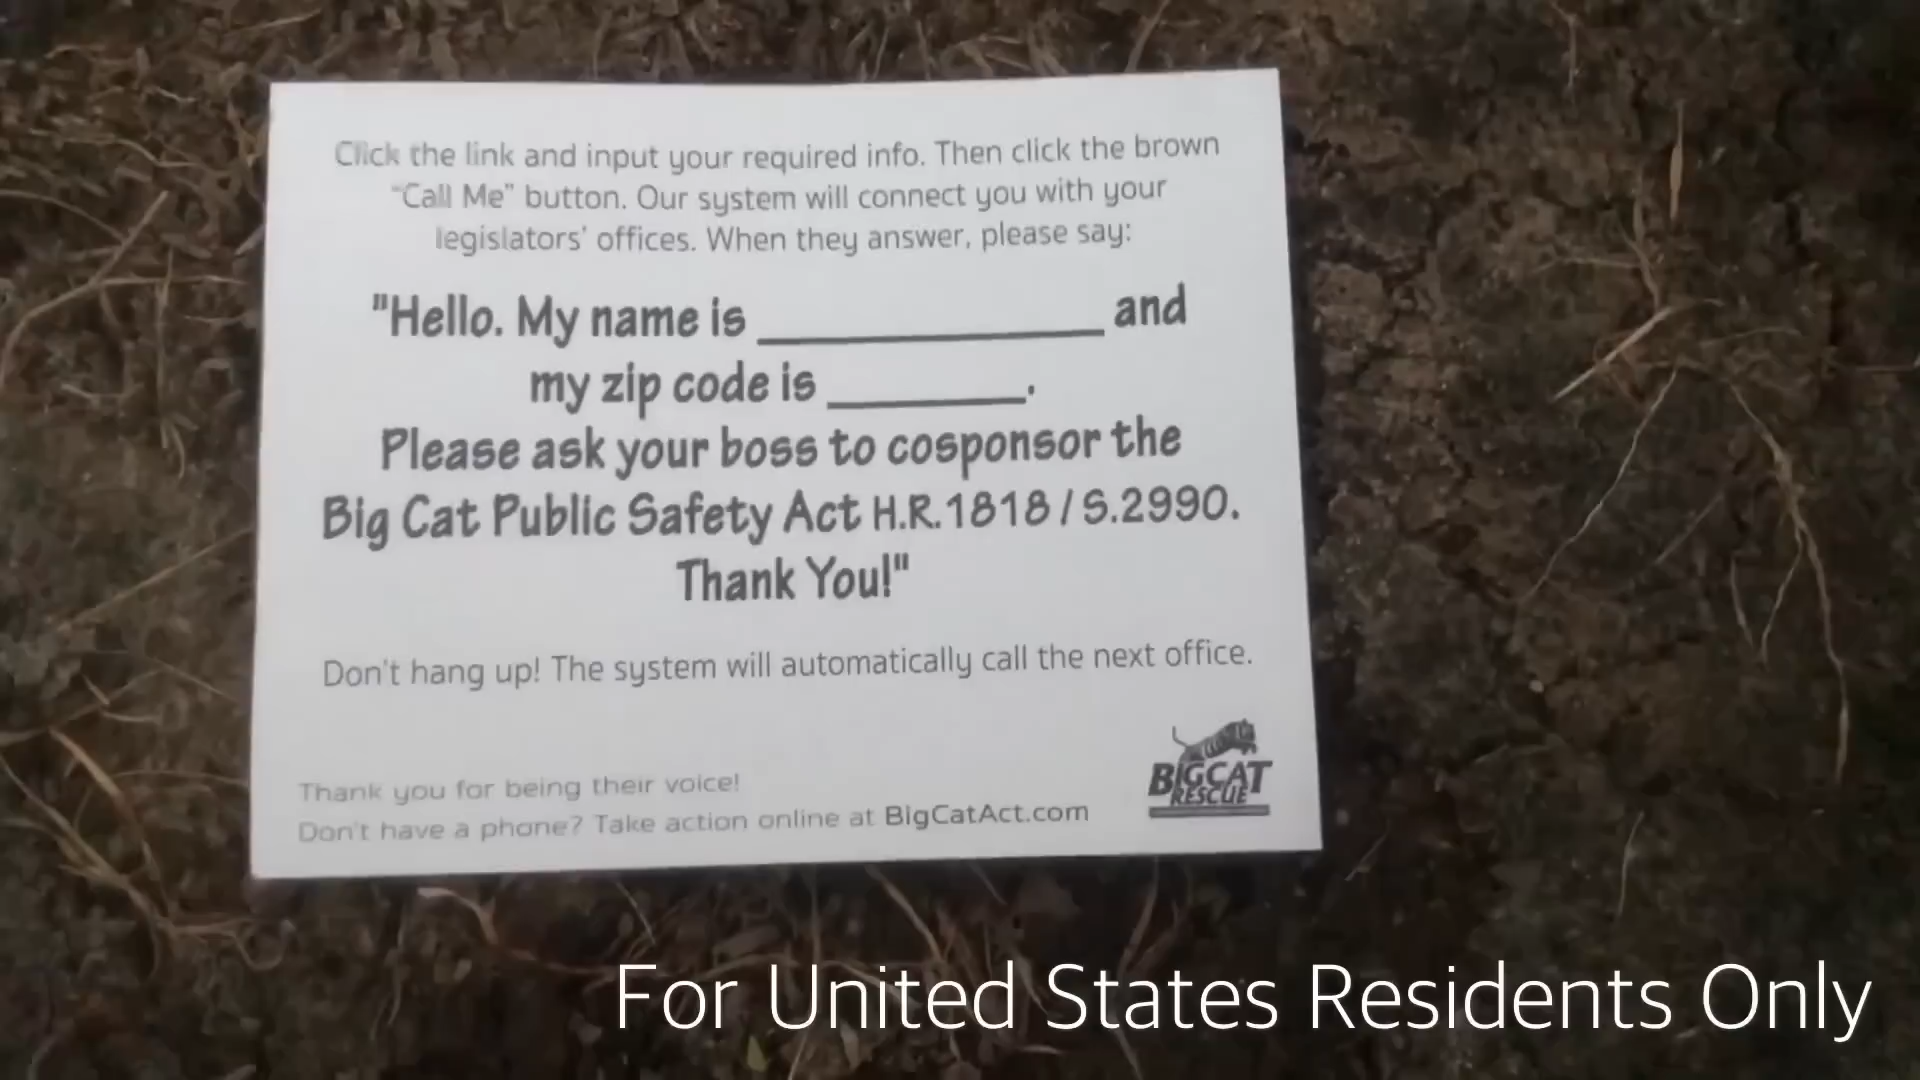 Click the link and input your required info. Then click the brown
"Call Me" button. Our system will connect you with your
legislators' offices. When they answer, please say:
"Hello. My name is ______________ and
my zip code is ________.
Please ask your boss to cosponsor the
Big Cat Public Safety Act H.R.1818 / S.2990.
Thank You!"
Don't hang up! The system will automatically call the next office.
Thank you for being their voice!
Don't have a phone? Take action online at BigCatAct.com
BIGCAT
RESCUE
For United States Residents Only